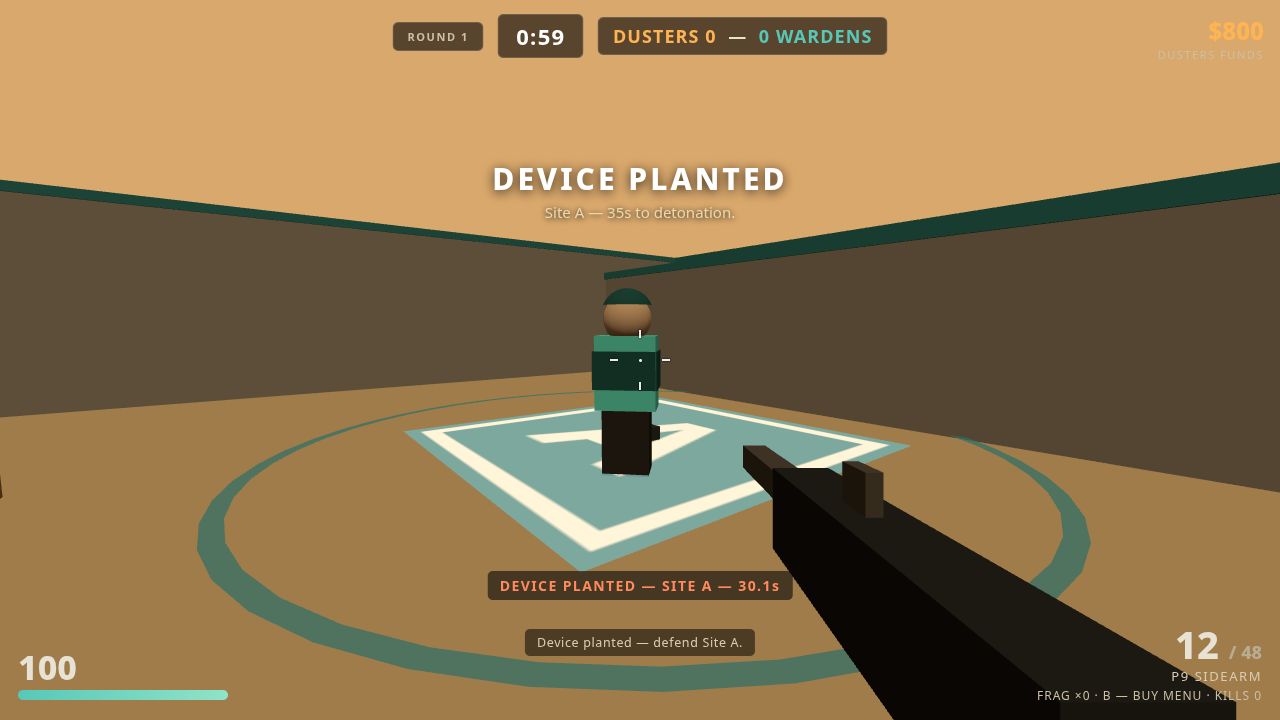 ROUND 1
0:59
DUSTERS 0 — 0 WARDENS
$800
DUSTERS FUNDS
DEVICE PLANTED
Site A — 35s to detonation.
A
DEVICE PLANTED — SITE A — 30.1s
Device planted — defend Site A.
100
12 / 48
P9 SIDEARM
FRAG ×0 · B — BUY MENU · KILLS 0